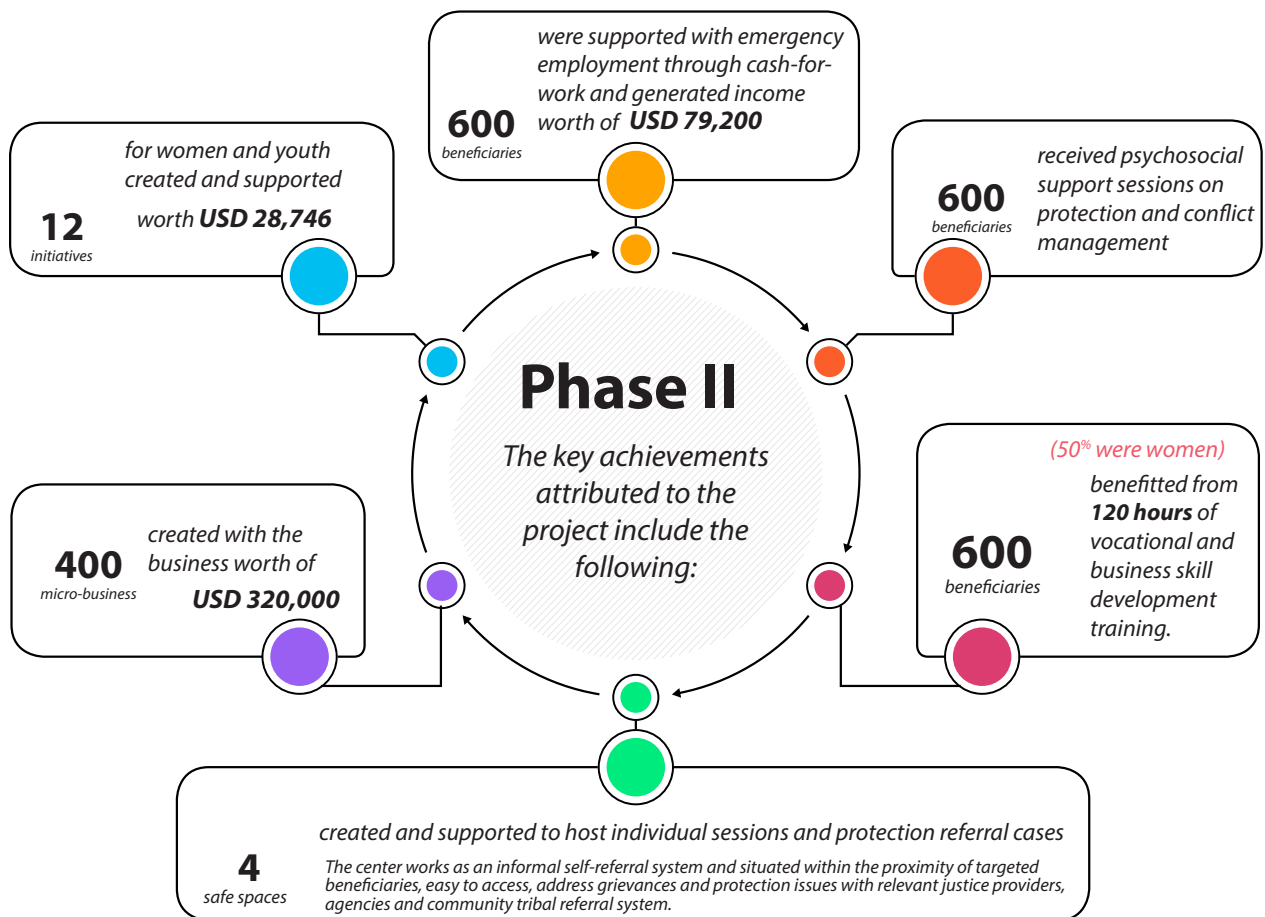 Phase II
The key achievements
attributed to the
project include the
following:
600
beneficiaries
were supported with emergency
employment through cash-for-
work and generated income
worth of USD 79,200
600
beneficiaries
received psychosocial
support sessions on
protection and conflict
management
(50% were women)
600
beneficiaries
benefitted from
120 hours of
vocational and
business skill
development
training.
4
safe spaces
created and supported to host individual sessions and protection referral cases
The center works as an informal self-referral system and situated within the proximity of targeted
beneficiaries, easy to access, address grievances and protection issues with relevant justice providers,
agencies and community tribal referral system.
400
micro-business
created with the
business worth of
USD 320,000
12
initiatives
for women and youth
created and supported
worth USD 28,746